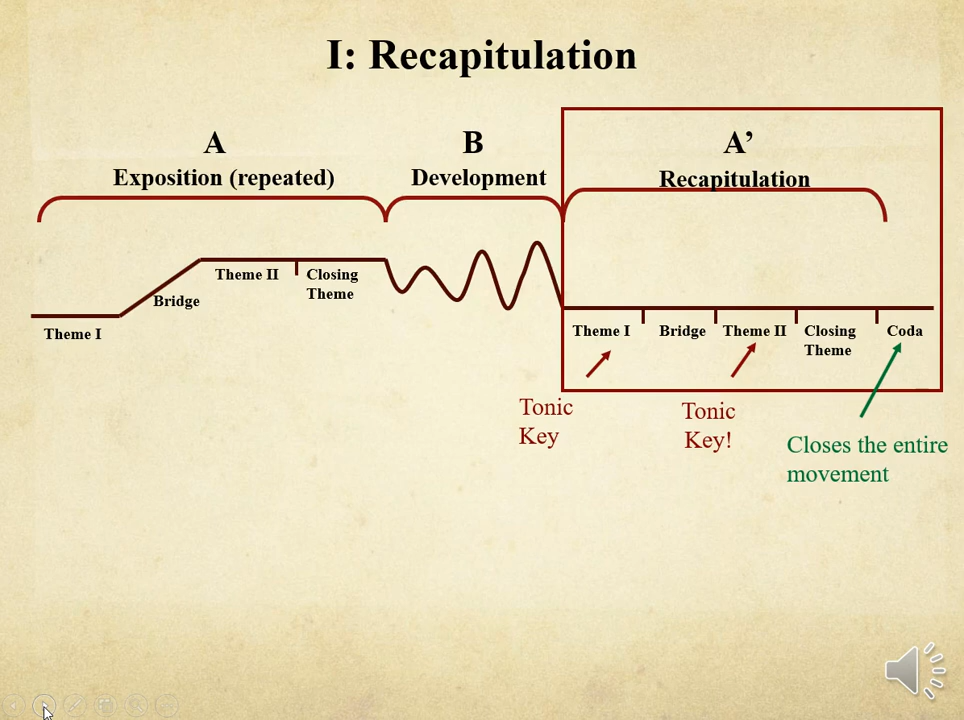 I: Recapitulation
A
Exposition (repeated)
B
Development
A’
Recapitulation
Theme I
Bridge
Theme II
Closing
Theme
Theme I
Bridge
Theme II
Closing
Theme
Coda
Tonic
Key
Tonic
Key!
Closes the entire
movement